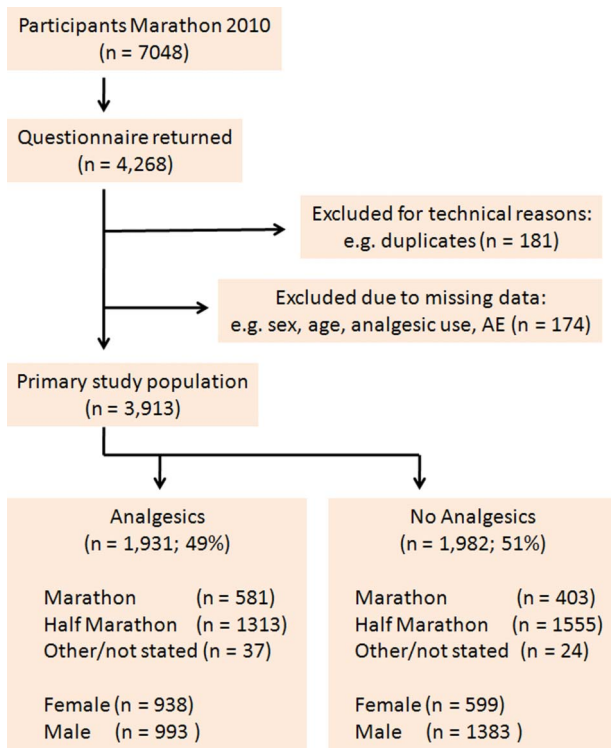 Participants Marathon 2010
(n = 7048)
Questionnaire returned
(n = 4,268)
Excluded for technical reasons:
e.g. duplicates (n = 181)
Excluded due to missing data:
e.g. sex, age, analgesic use, AE (n = 174)
Primary study population
(n = 3,913)
Analgesics
(n = 1,931; 49%)
Marathon (n = 581)
Half Marathon (n = 1313)
Other/not stated (n = 37)
Female (n = 938)
Male (n = 993 )
No Analgesics
(n = 1,982; 51%)
Marathon (n = 403)
Half Marathon (n = 1555)
Other/not stated (n = 24)
Female (n = 599)
Male (n = 1383 )